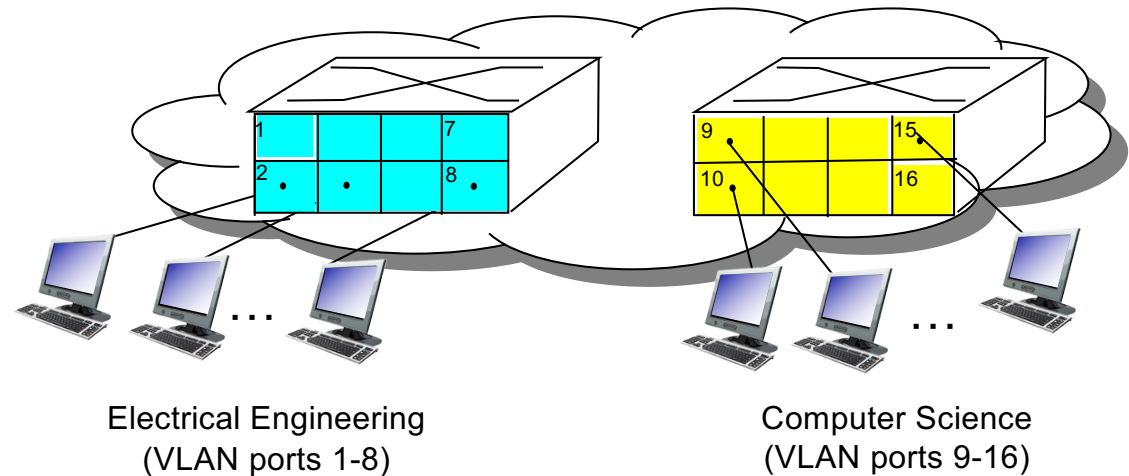 1 7
2 8
9 15
10 16
...
...
Electrical Engineering
(VLAN ports 1-8)
Computer Science
(VLAN ports 9-16)